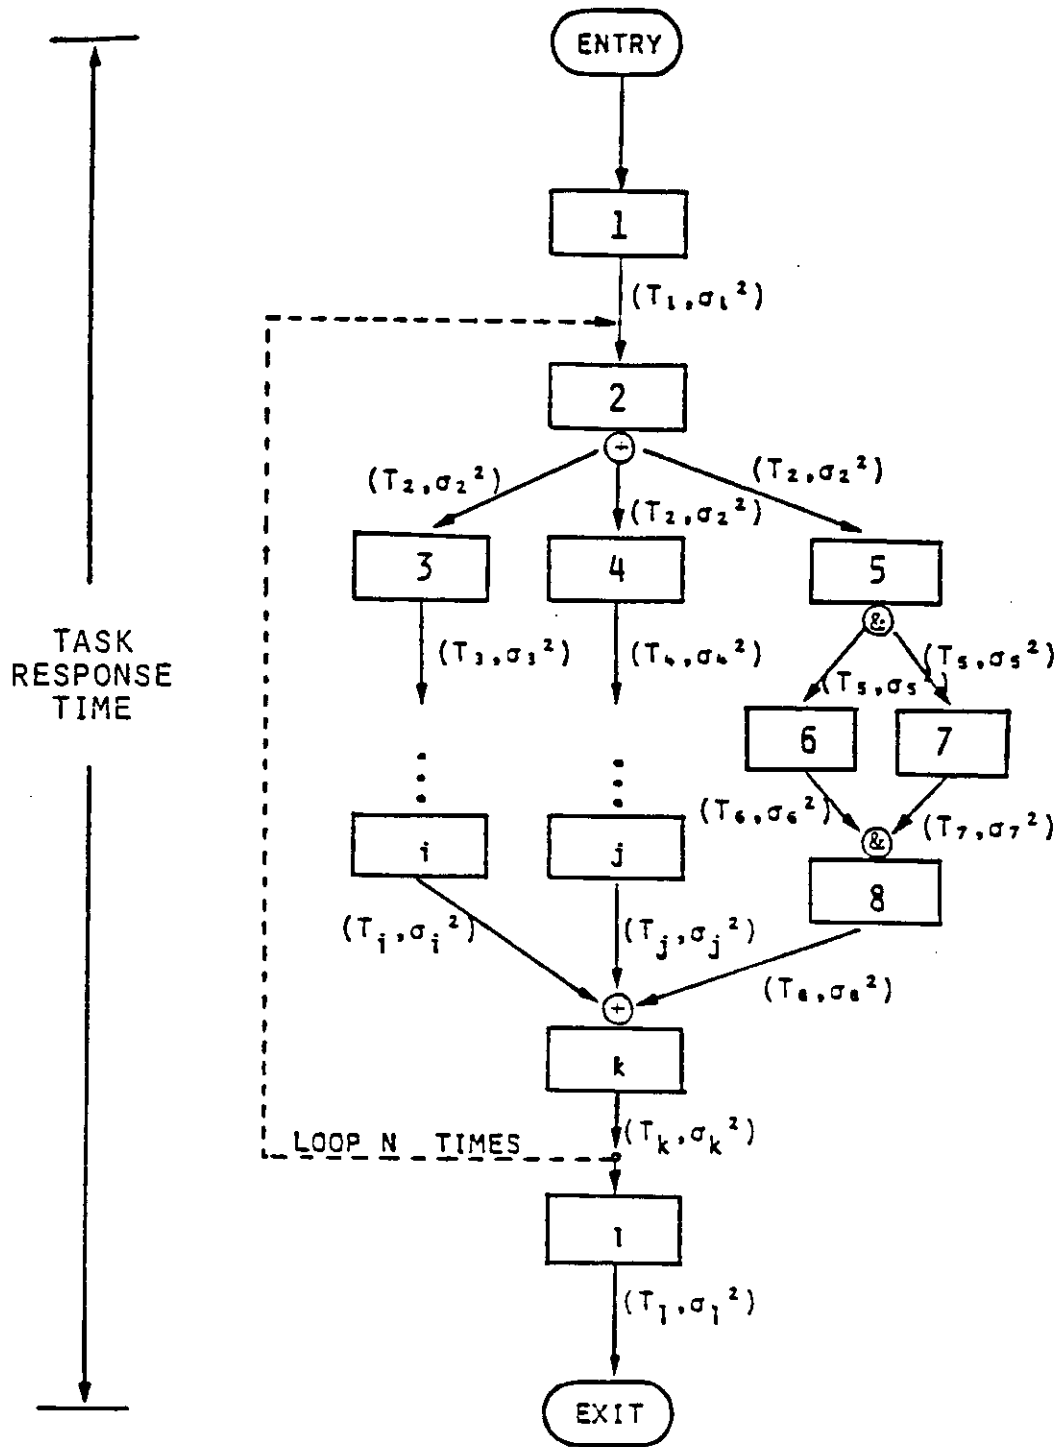 ENTRY
1
(T₁,σ₁²)
2
+
(T₂,σ₂²)
(T₂,σ₂²)
(T₂,σ₂²)
3
4
5
&
(T₃,σ₃²)
(T₄,σ₄²)
(T₅,σ₅²)
(T₅,σ₅²)
TASK
RESPONSE
TIME
6
7
(T₆,σ₆²)
(T₇,σ₇²)
&
i
j
8
(Tᵢ,σᵢ²)
(Tⱼ,σⱼ²)
(T₈,σ₈²)
+
k
(Tₖ,σₖ²)
LOOP N TIMES
l
(Tₗ,σₗ²)
EXIT